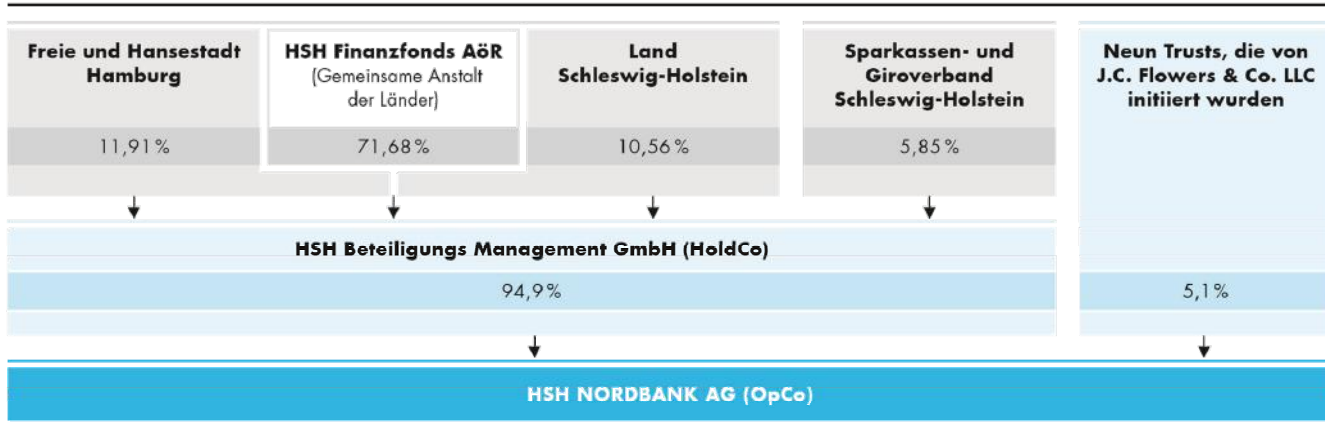 Freie und Hansestadt
Hamburg
11,91%
HSH Finanzfonds AöR
(Gemeinsame Anstalt
der Länder)
71,68%
Land
Schleswig-Holstein
10,56%
Sparkassen- und
Giroverband
Schleswig-Holstein
5,85%
Neun Trusts, die von
J.C. Flowers & Co. LLC
initiiert wurden
HSH Beteiligungs Management GmbH (HoldCo)
94,9%
5,1%
HSH NORDBANK AG (OpCo)